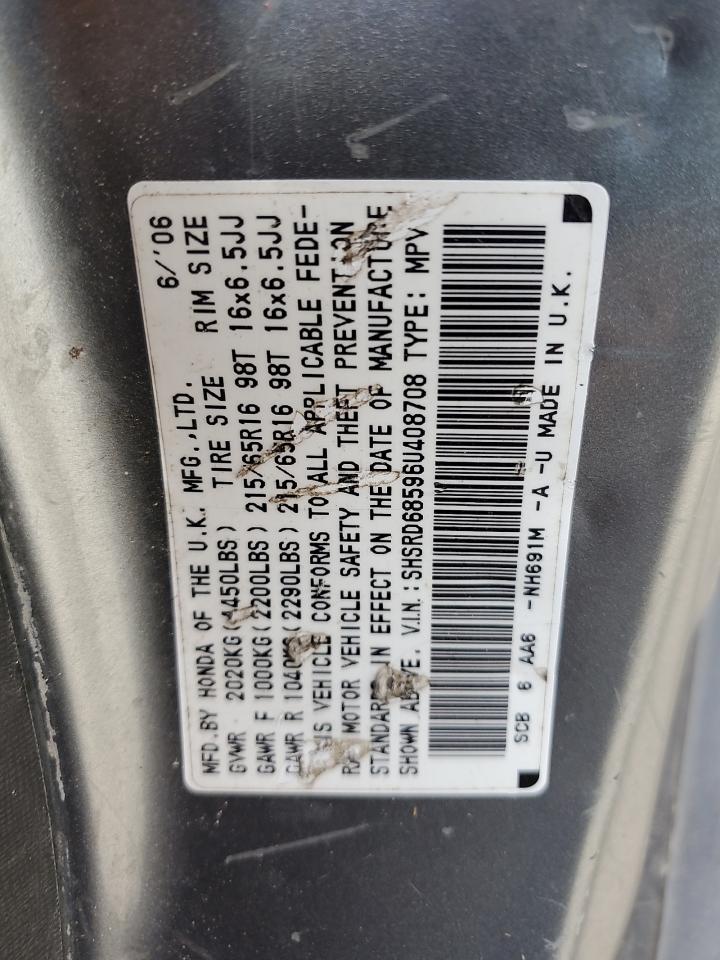 MFD.BY HONDA OF THE U.K. MFG.,LTD. 6/'06
GVWR 2020KG(4450LBS) TIRE SIZE RIM SIZE
GAWR F 1000KG(2200LBS) 215/65R16 98T 16x6.5JJ
GAWR R 1040KG(2290LBS) 215/65R16 98T 16x6.5JJ
VEHICLE CONFORMS TO ALL APPLICABLE FEDE-
MOTOR VEHICLE SAFETY AND THEFT PREVENTION
STANDARDS IN EFFECT ON THE DATE OF MANUFACTURE
SHOWN ABOVE. V.I.N.:SHSRD68596U408708 TYPE: MPV
SCB 6 AA6 -NH691M -A -U MADE IN U.K.